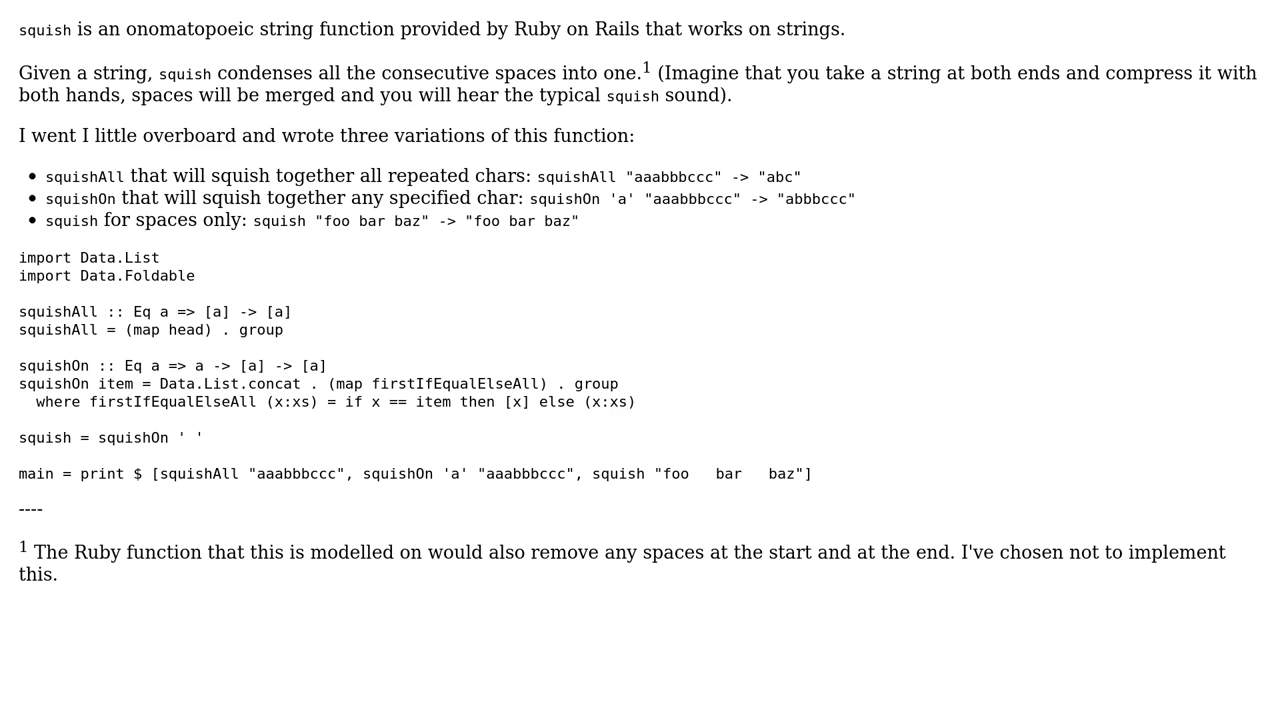 squish is an onomatopoeic string function provided by Ruby on Rails that works on strings.
Given a string, squish condenses all the consecutive spaces into one.1 (Imagine that you take a string at both ends and compress it with
both hands, spaces will be merged and you will hear the typical squish sound).
I went I little overboard and wrote three variations of this function:
• squishAll that will squish together all repeated chars: squishAll "aaabbbccc" -> "abc"
• squishOn that will squish together any specified char: squishOn 'a' "aaabbbccc" -> "abbbccc"
• squish for spaces only: squish "foo bar baz" -> "foo bar baz"
import Data.List
import Data.Foldable
squishAll :: Eq a => [a] -> [a]
squishAll = (map head) . group
squishOn :: Eq a => a -> [a] -> [a]
squishOn item = Data.List.concat . (map firstIfEqualElseAll) . group
  where firstIfEqualElseAll (x:xs) = if x == item then [x] else (x:xs)
squish = squishOn ' '
main = print $ [squishAll "aaabbbccc", squishOn 'a' "aaabbbccc", squish "foo   bar   baz"]
----
1 The Ruby function that this is modelled on would also remove any spaces at the start and at the end. I've chosen not to implement
this.